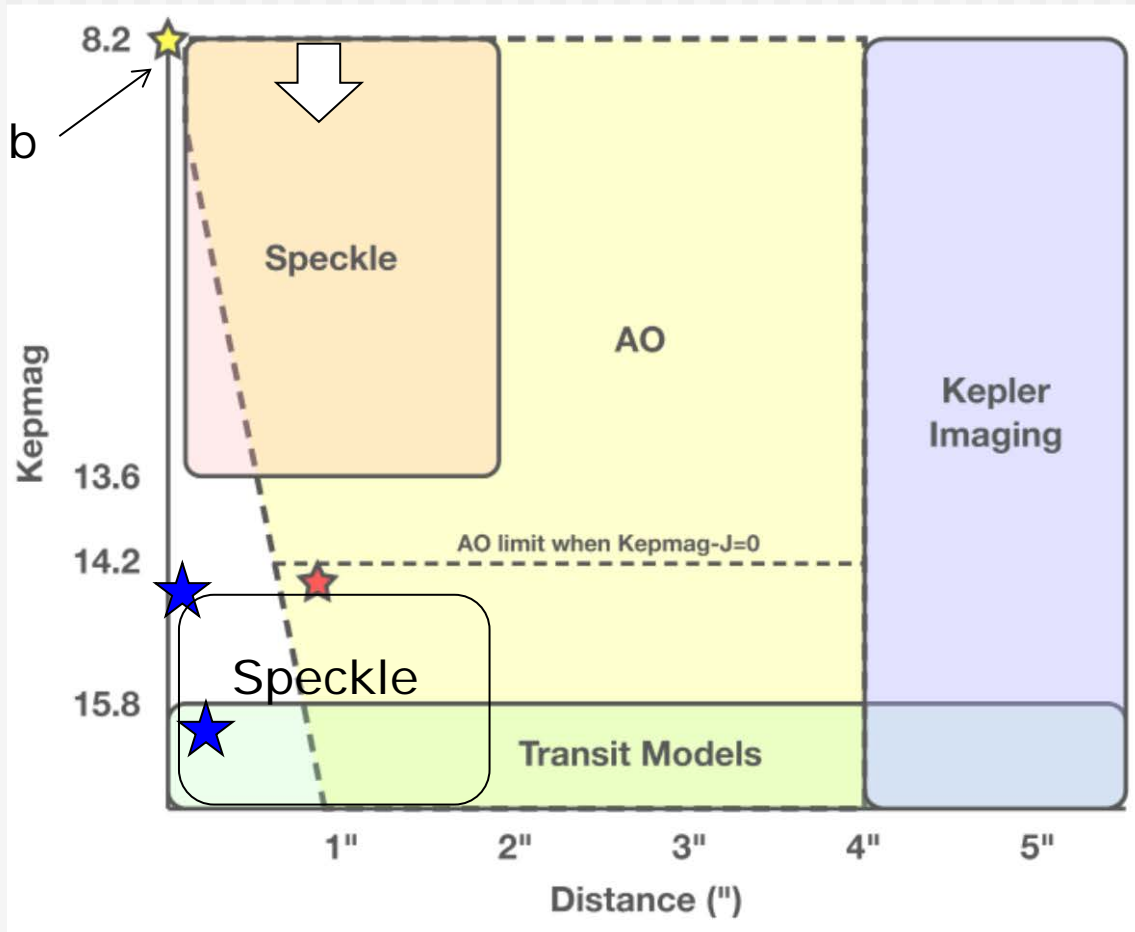 8.2
b
Speckle
AO
Kepler
Imaging
Kepmag
13.6
AO limit when Kepmag-J=0
14.2
Speckle
15.8
Transit Models
1" 2" 3" 4" 5"
Distance (")